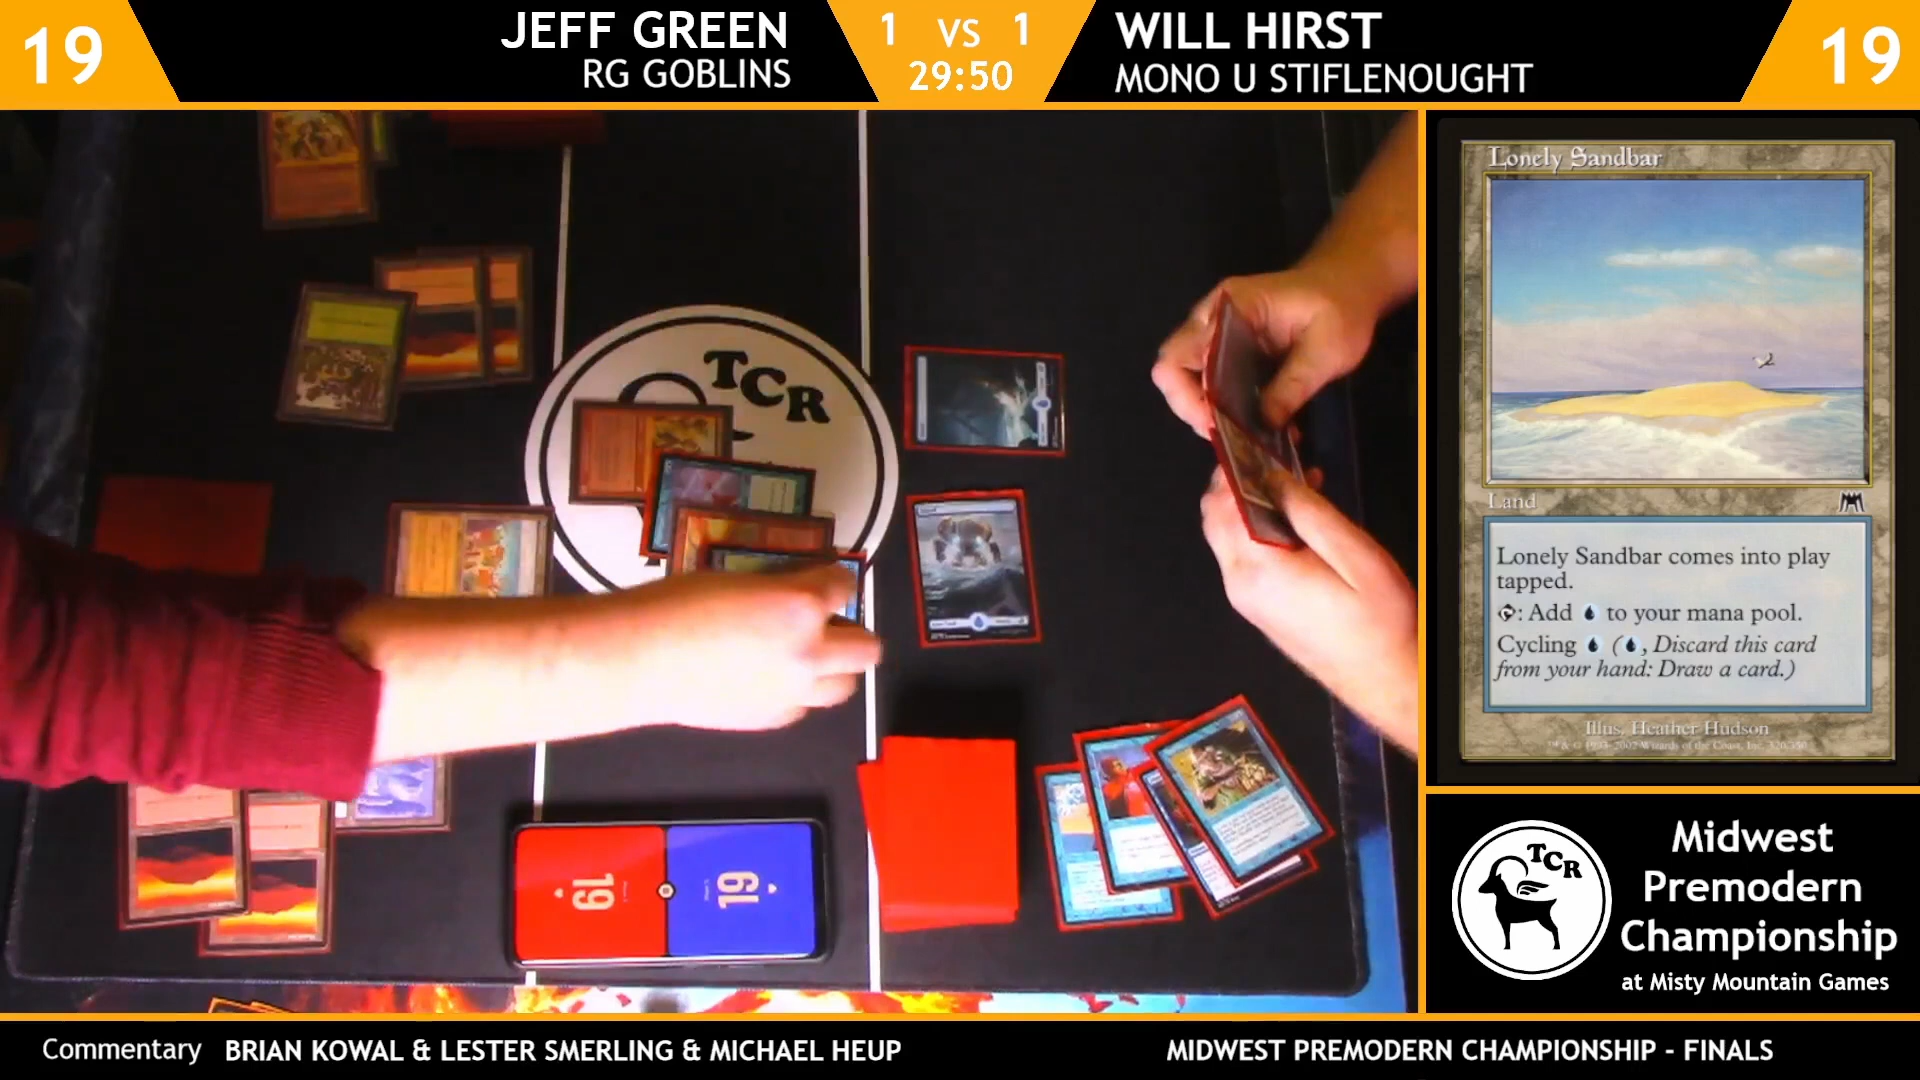 19
JEFF GREEN
RG GOBLINS
1 VS 1
29:50
WILL HIRST
MONO U STIFLENOUGHT
19
Lonely Sandbar
Land
Lonely Sandbar comes into play
tapped.
: Add to your mana pool.
Cycling ( , Discard this card
from your hand: Draw a card.)
Illus. Heather Hudson
TCR
19
19
TCR
Midwest
Premodern
Championship
at Misty Mountain Games
Commentary BRIAN KOWAL & LESTER SMERLING & MICHAEL HEUP
MIDWEST PREMODERN CHAMPIONSHIP - FINALS